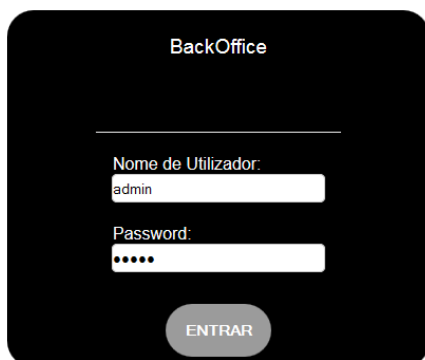 BackOffice
Nome de Utilizador:
admin
Password:
•••••
ENTRAR